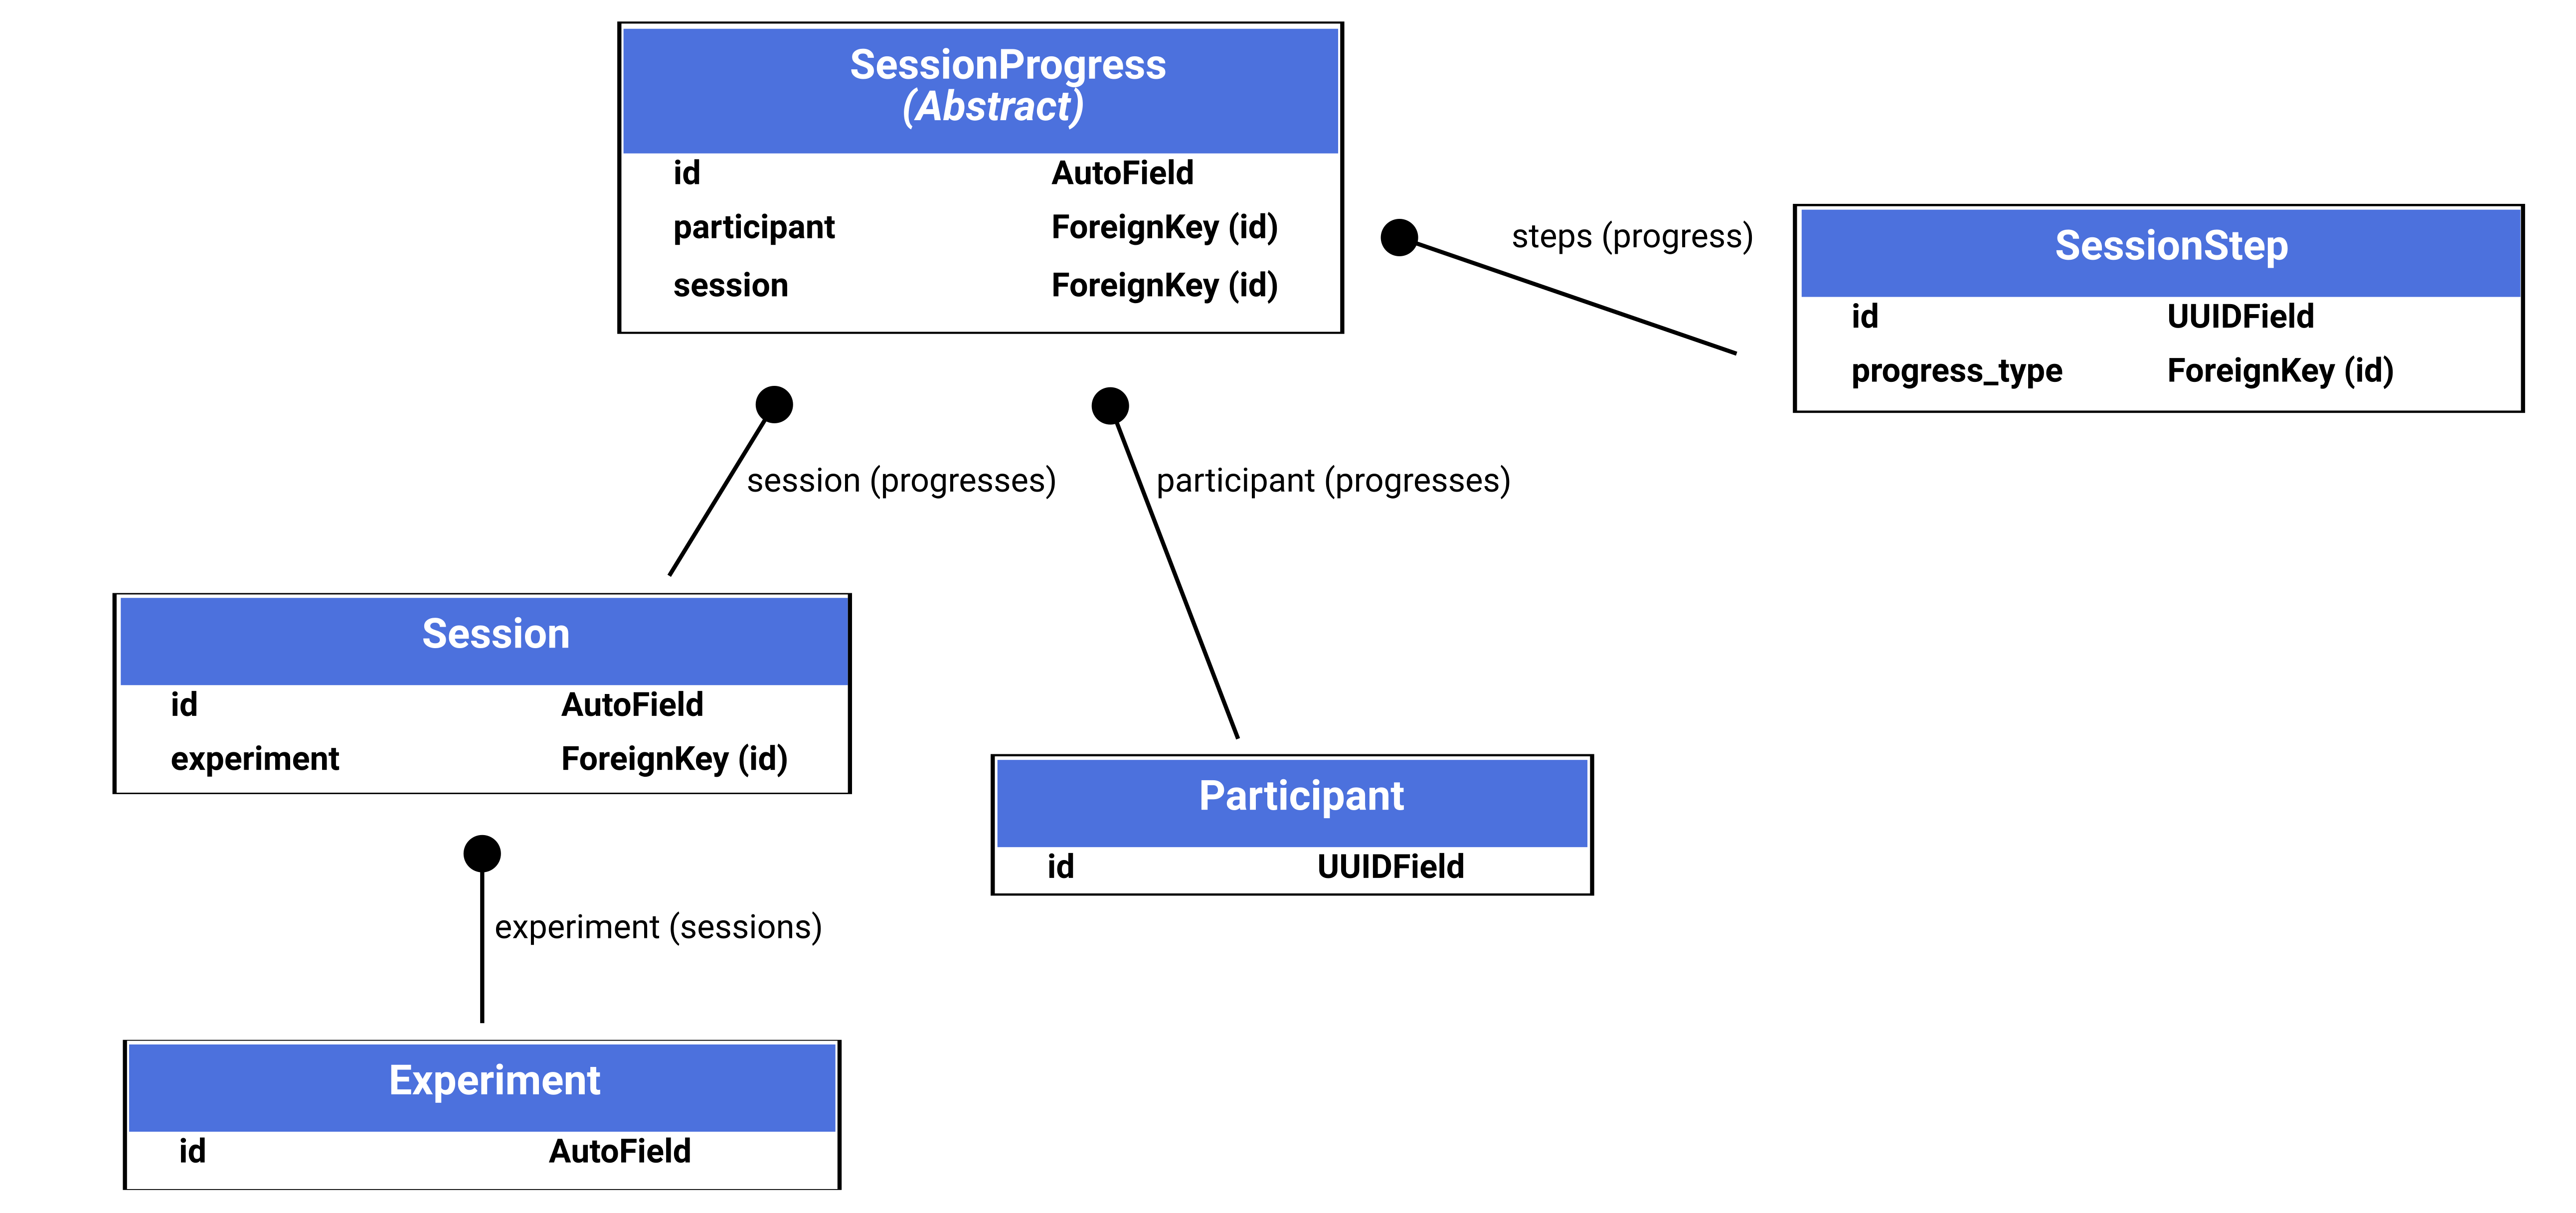 SessionProgress
(Abstract)
id AutoField
participant ForeignKey (id)
session ForeignKey (id)
steps (progress)
SessionStep
id UUIDField
progress_type ForeignKey (id)
session (progresses)
participant (progresses)
Session
id AutoField
experiment ForeignKey (id)
Participant
id UUIDField
experiment (sessions)
Experiment
id AutoField